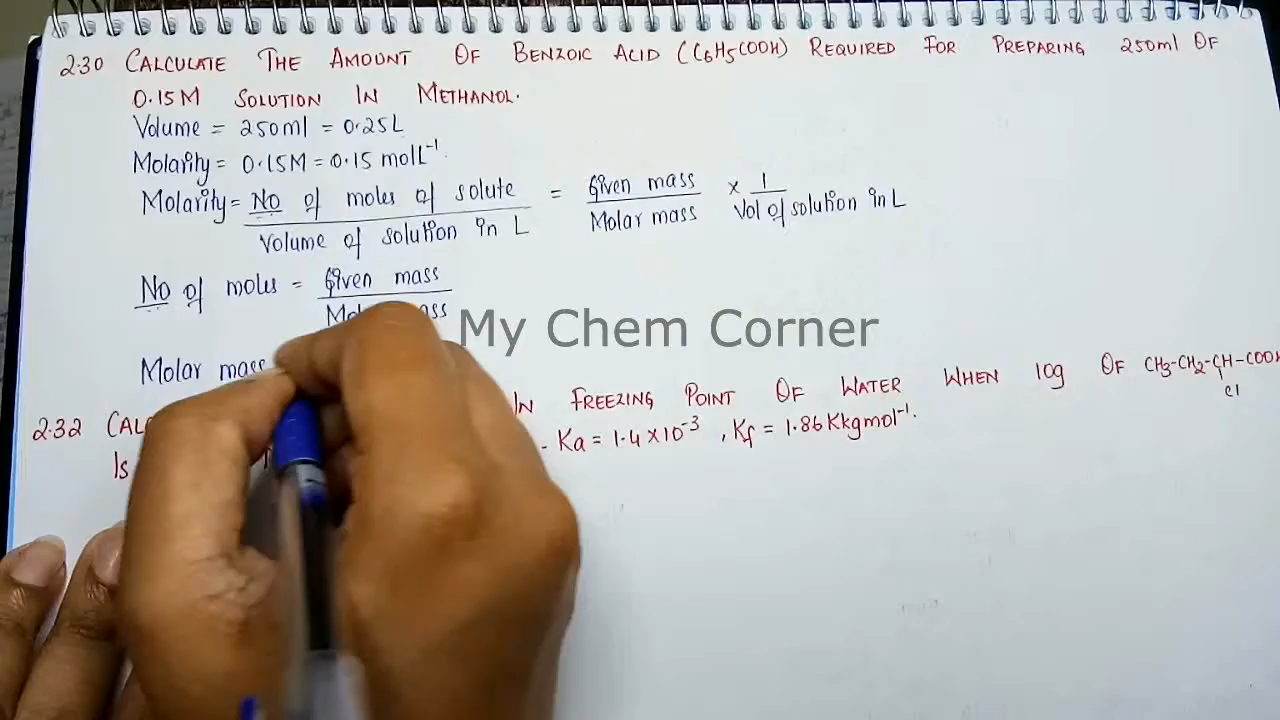 2.30 CALCULATE THE AMOUNT OF BENZOIC ACID (C6H5COOH) REQUIRED FOR PREPARING 250ml OF
0.15M SOLUTION IN METHANOL.
Volume = 250ml = 0.25L
Molarity = 0.15M = 0.15 molL⁻¹.
Molarity = No of moles of solute / Volume of solution in L = Given mass / Molar mass × 1 / Vol of solution in L
No of moles = Given mass
My Chem Corner
Molar mass
IN FREEZING POINT OF WATER WHEN 10g OF CH3-CH2-CH-COOH
Cl
2.32
Is Ka = 1.4×10⁻³ , Kf = 1.86 Kkgmol⁻¹.